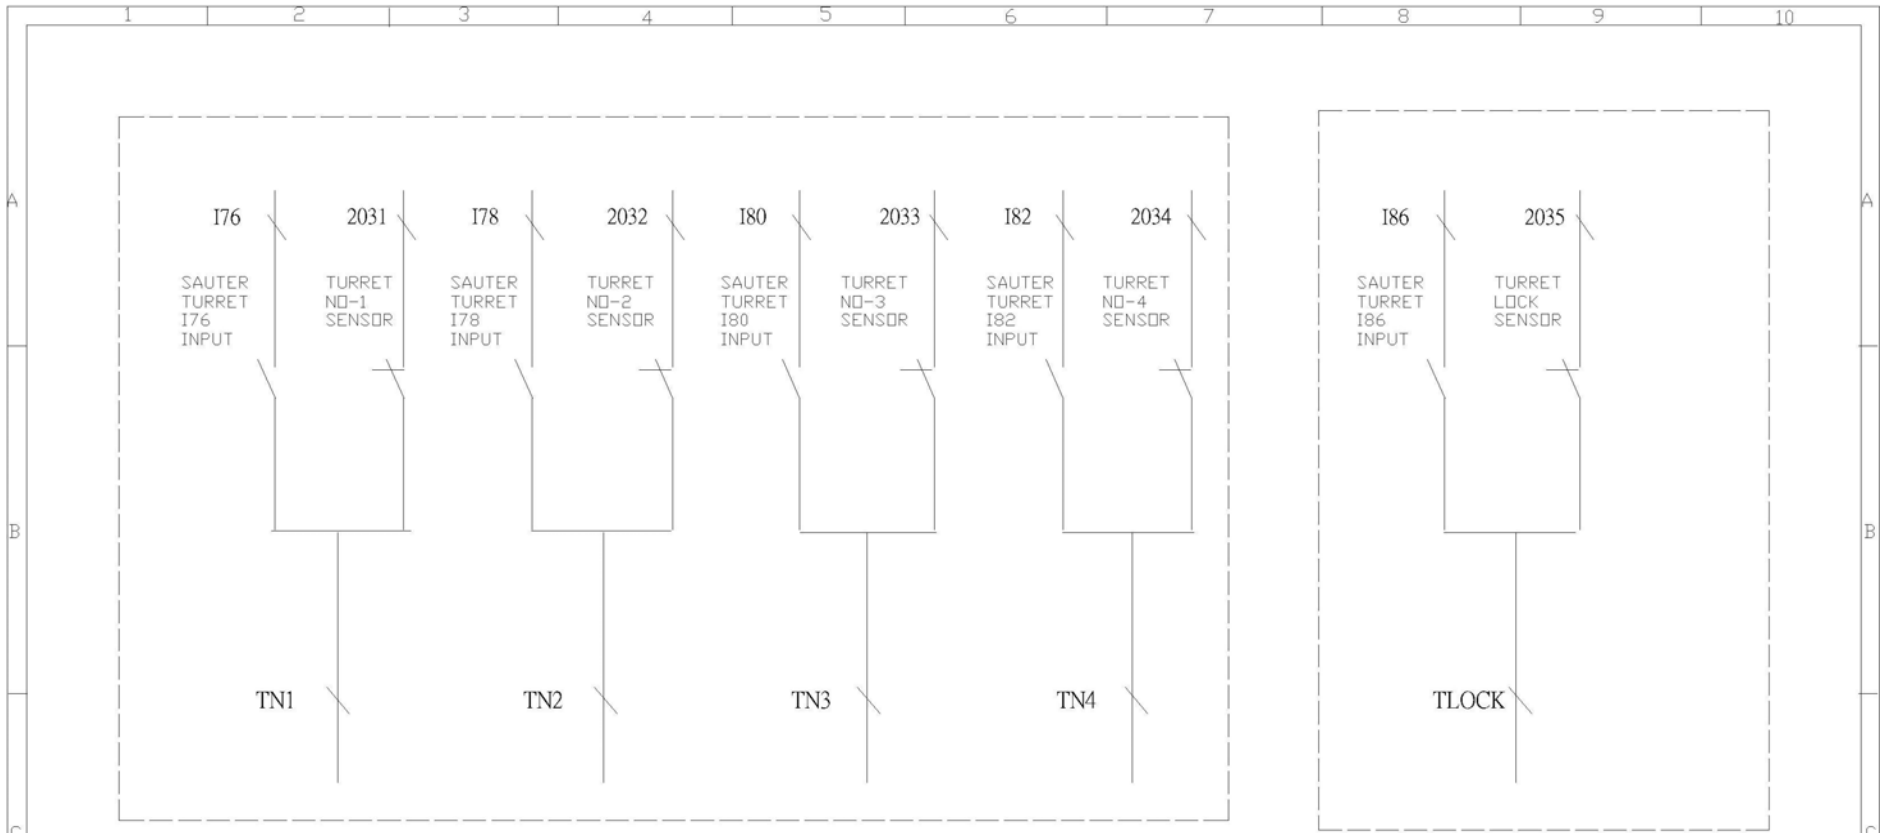 1 2 3 4 5 6 7 8 9 10
A A
I76 2031 I78 2032 I80 2033 I82 2034 I86 2035
SAUTER TURRET SAUTER TURRET SAUTER TURRET SAUTER TURRET SAUTER TURRET
TURRET NO-1 TURRET NO-2 TURRET NO-3 TURRET NO-4 TURRET LOCK
I76 SENSOR I78 SENSOR I80 SENSOR I82 SENSOR I86 SENSOR
INPUT INPUT INPUT INPUT INPUT
B B
TN1 TN2 TN3 TN4 TLOCK
C C